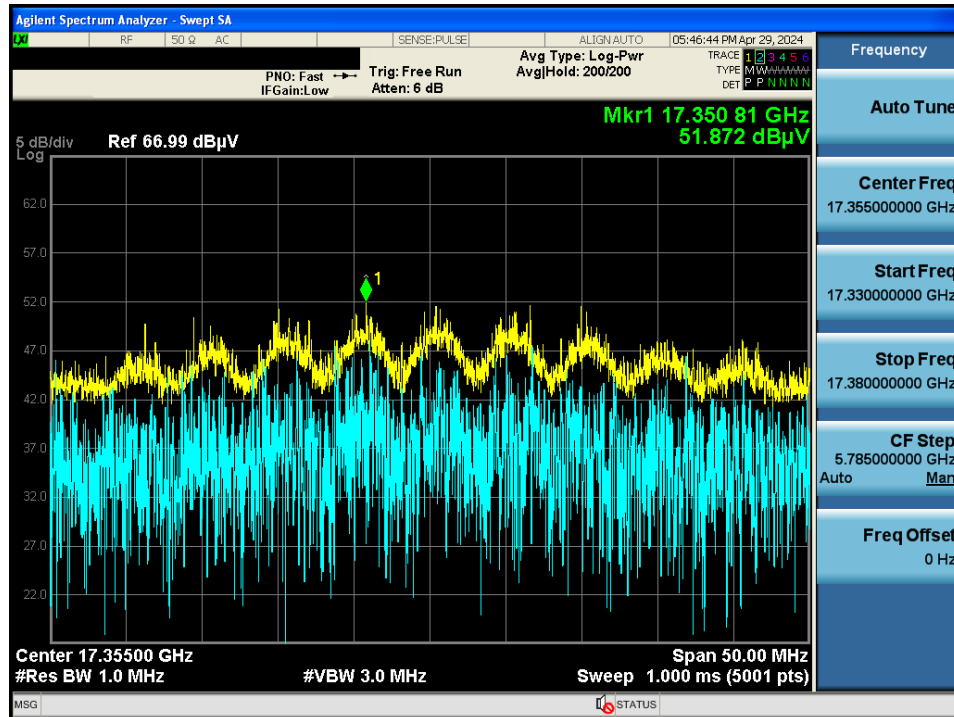 Agilent Spectrum Analyzer - Swept SA
LXI RF 50 Ω AC SENSE:PULSE ALIGN AUTO 05:46:44 PM Apr 29, 2024
Frequency
PNO: Fast
IFGain:Low
Trig: Free Run
Atten: 6 dB
Avg Type: Log-Pwr
Avg|Hold: 200/200
TRACE 1 2 3 4 5 6
TYPE M W W W W W
DET P P N N N N
Auto Tune
Mkr1 17.350 81 GHz
51.872 dBµV
5 dB/div Ref 66.99 dBµV
Log
62.0
57.0
52.0
47.0
42.0
37.0
32.0
27.0
22.0
1
Center Freq
17.355000000 GHz
Start Freq
17.330000000 GHz
Stop Freq
17.380000000 GHz
CF Step
5.785000000 GHz
Auto Man
Freq Offset
0 Hz
Center 17.35500 GHz Span 50.00 MHz
#Res BW 1.0 MHz #VBW 3.0 MHz Sweep 1.000 ms (5001 pts)
MSG STATUS